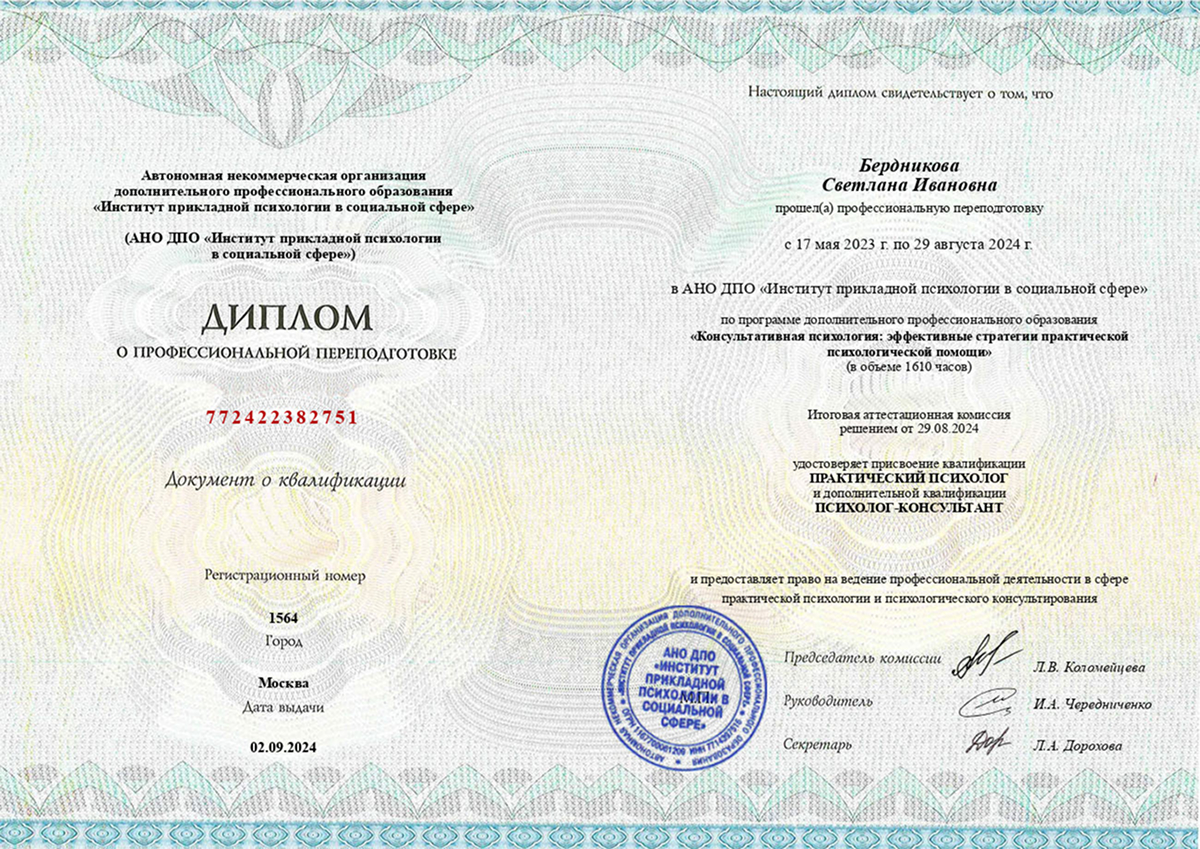 Автономная некоммерческая организация
дополнительного профессионального образования
«Институт прикладной психологии в социальной сфере»
(АНО ДПО «Институт прикладной психологии
в социальной сфере»)
ДИПЛОМ
О ПРОФЕССИОНАЛЬНОЙ ПЕРЕПОДГОТОВКЕ
772422382751
Документ о квалификации
Регистрационный номер
1564
Город
Москва
Дата выдачи
02.09.2024
Настоящий диплом свидетельствует о том, что
Бердникова
Светлана Ивановна
прошел(а) профессиональную переподготовку
с 17 мая 2023 г. по 29 августа 2024 г.
в АНО ДПО «Институт прикладной психологии в социальной сфере»
по программе дополнительного профессионального образования
«Консультативная психология: эффективные стратегии практической
психологической помощи»
(в объеме 1610 часов)
Итоговая аттестационная комиссия
решением от 29.08.2024
удостоверяет присвоение квалификации
ПРАКТИЧЕСКИЙ ПСИХОЛОГ
и дополнительной квалификации
ПСИХОЛОГ-КОНСУЛЬТАНТ
и предоставляет право на ведение профессиональной деятельности в сфере
практической психологии и психологического консультирования
Председатель комиссии Л.В. Коломейцева
Руководитель И.А. Чередниченко
Секретарь Л.А. Дорохова
АВТОНОМНАЯ НЕКОММЕРЧЕСКАЯ ОРГАНИЗАЦИЯ ДОПОЛНИТЕЛЬНОГО ПРОФЕССИОНАЛЬНОГО ОБРАЗОВАНИЯ
«ИНСТИТУТ ПРИКЛАДНОЙ ПСИХОЛОГИИ В СОЦИАЛЬНОЙ СФЕРЕ»
АНО ДПО
«ИНСТИТУТ
ПРИКЛАДНОЙ
ПСИХОЛОГИИ В
СОЦИАЛЬНОЙ
СФЕРЕ»